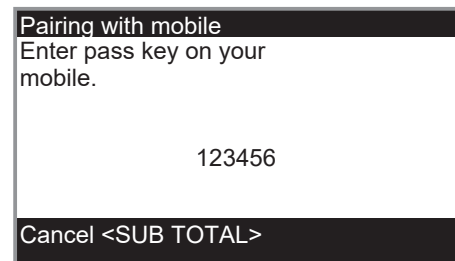 Pairing with mobile
Enter pass key on your
mobile.
123456
Cancel <SUB TOTAL>